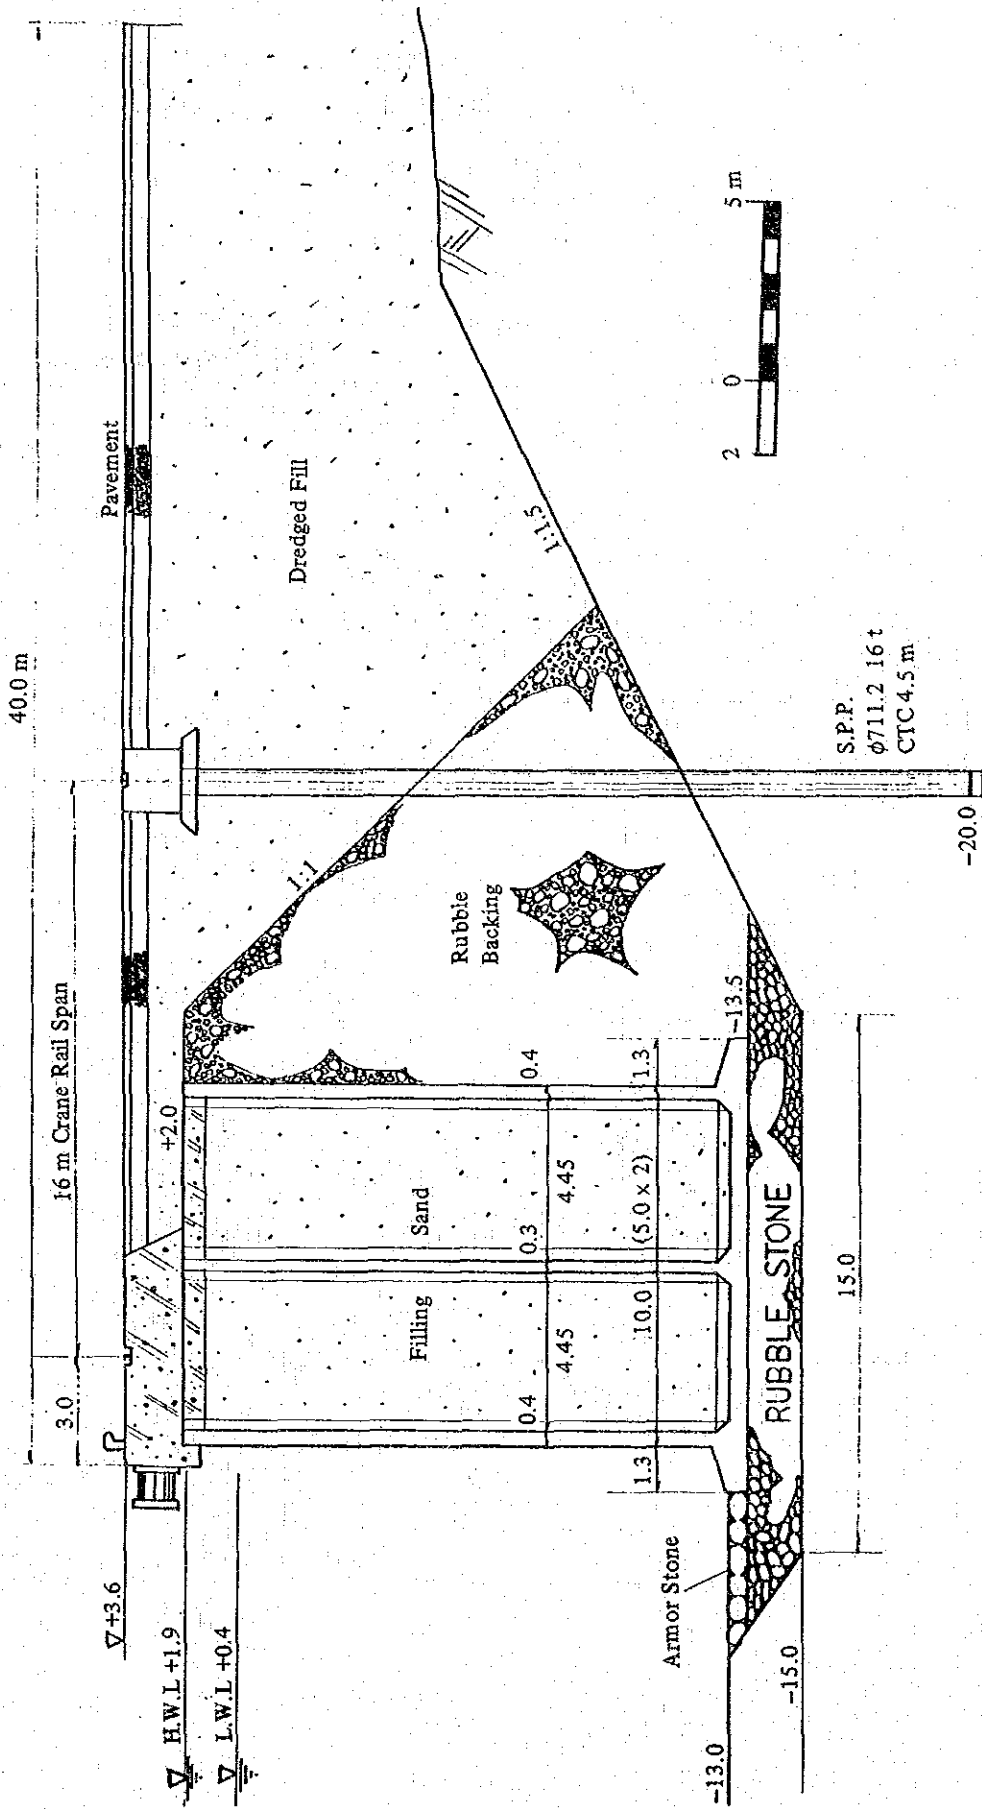 40.0 m
3.0
16 m Crane Rail Span
Pavement
▽+3.6
H.W.L +1.9
L.W.L +0.4
+2.0
1:1
Dredged Fill
Filling
Sand
Rubble
Backing
0.4
0.3
0.4
4.45
4.45
1:1.5
1.3
10.0
(5.0 x 2)
1.3
Armor Stone
-13.0
-13.5
RUBBLE STONE
-15.0
15.0
S.P.P.
φ711.2 16t
CTC 4.5 m
-20.0
2
0
5 m